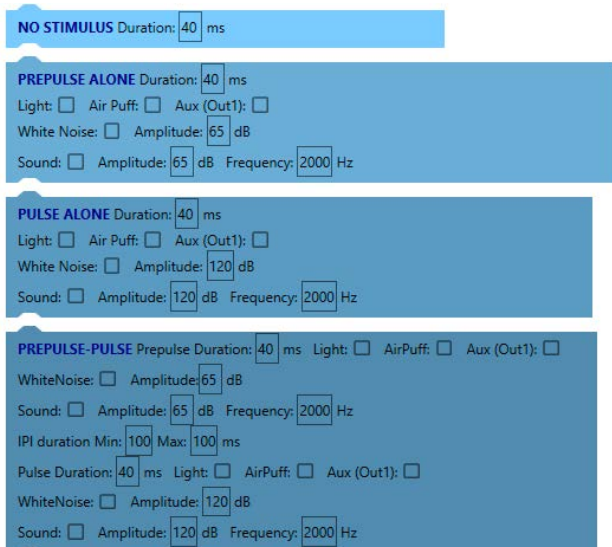 NO STIMULUS Duration: 40 ms
PREPULSE ALONE Duration: 40 ms
Light: Air Puff: Aux (Out1):
White Noise: Amplitude: 65 dB
Sound: Amplitude: 65 dB Frequency: 2000 Hz
PULSE ALONE Duration: 40 ms
Light: Air Puff: Aux (Out1):
White Noise: Amplitude: 120 dB
Sound: Amplitude: 120 dB Frequency: 2000 Hz
PREPULSE-PULSE Prepulse Duration: 40 ms Light: AirPuff: Aux (Out1):
WhiteNoise: Amplitude: 65 dB
Sound: Amplitude: 65 dB Frequency: 2000 Hz
IPI duration Min: 100 Max: 100 ms
Pulse Duration: 40 ms Light: AirPuff: Aux (Out1):
WhiteNoise: Amplitude: 120 dB
Sound: Amplitude: 120 dB Frequency: 2000 Hz